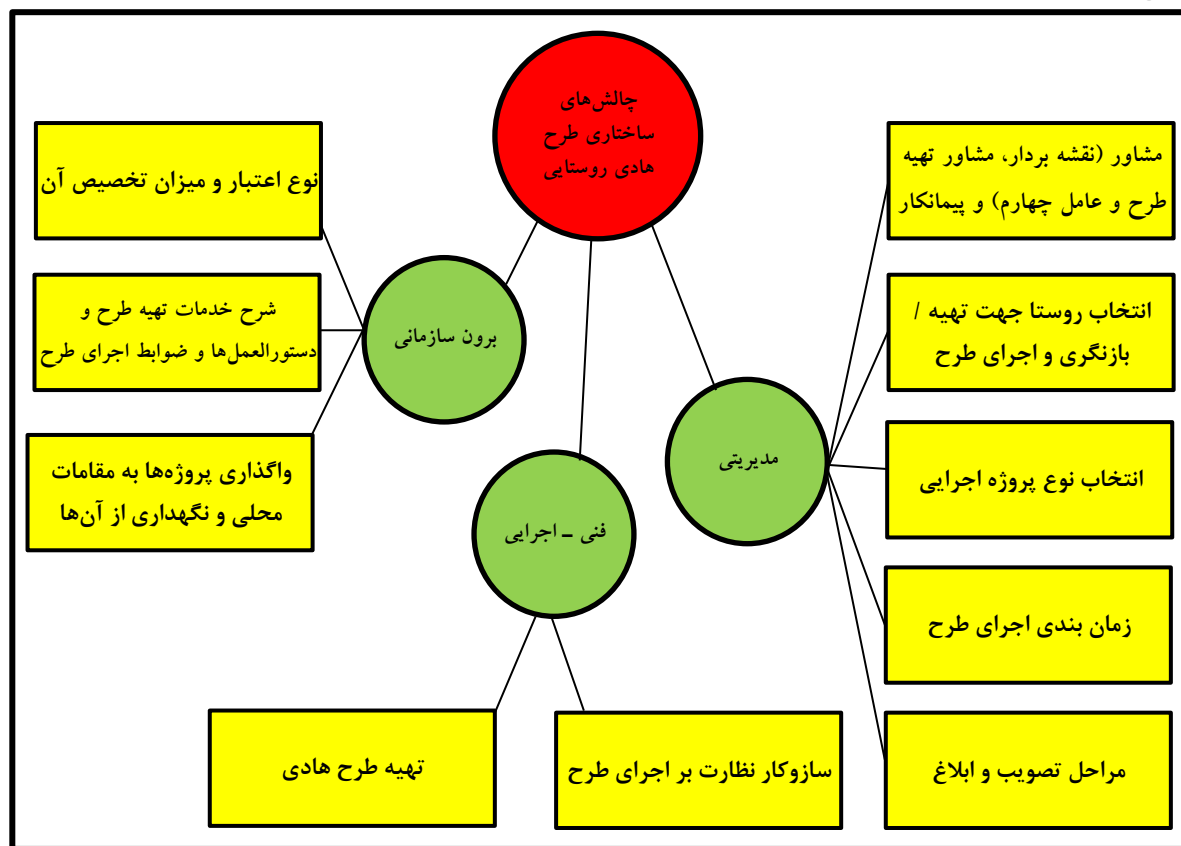 چالش‌های
ساختاری طرح
هادی روستایی
مدیریتی
مشاور (نقشه بردار، مشاور تهیه
طرح و عامل چهارم) و پیمانکار
انتخاب روستا جهت تهیه /
بازنگری و اجرای طرح
انتخاب نوع پروژه اجرایی
زمان بندی اجرای طرح
مراحل تصویب و ابلاغ
فنی – اجرایی
سازوکار نظارت بر اجرای طرح
تهیه طرح هادی
برون سازمانی
نوع اعتبار و میزان تخصیص آن
شرح خدمات تهیه طرح و
دستورالعمل‌ها و ضوابط اجرای طرح
واگذاری پروژه‌ها به مقامات
محلی و نگهداری از آن‌ها